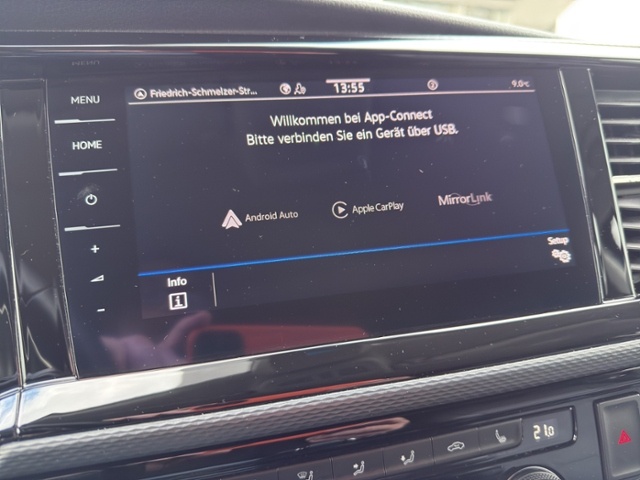 MENU
HOME
+
-
Friedrich-Schmelzer-Str...
13:55
9.0°C
Willkommen bei App-Connect
Bitte verbinden Sie ein Gerät über USB.
Android Auto
Apple CarPlay
MirrorLink
Info
Setup
21.0